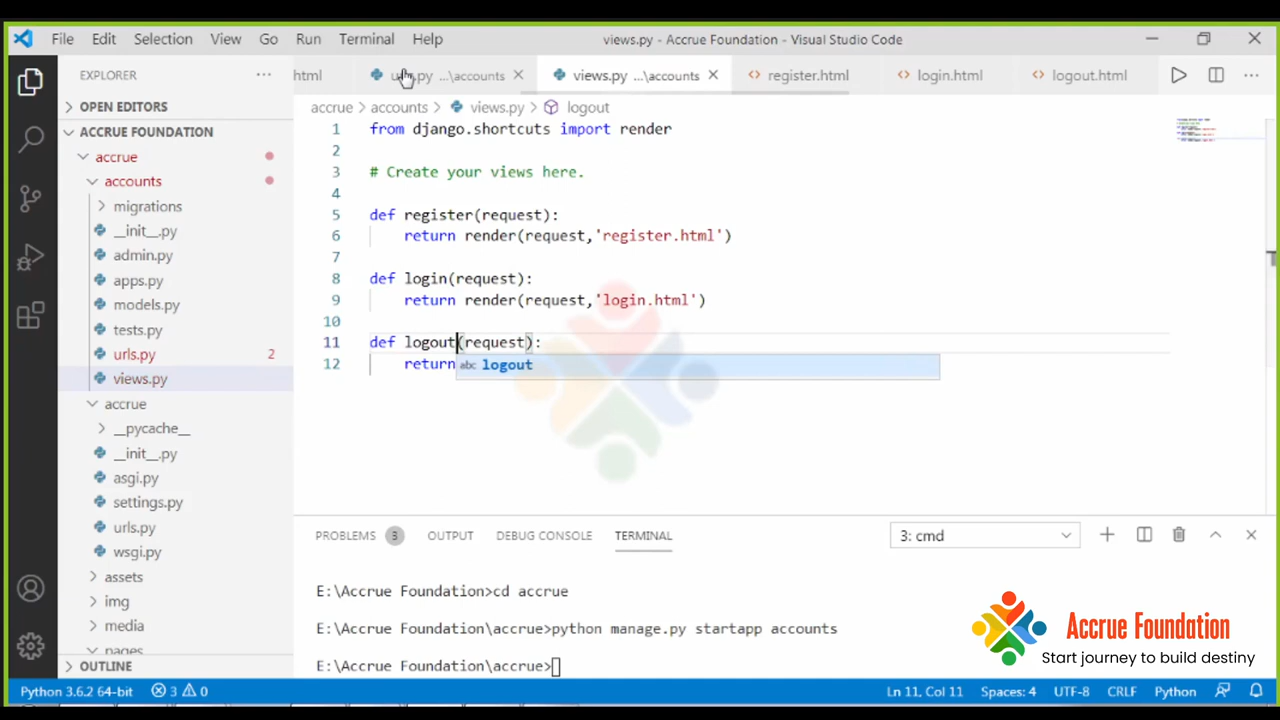 File Edit Selection View Go Run Terminal Help
views.py - Accrue Foundation - Visual Studio Code
EXPLORER
html
...\accounts
views.py ...\accounts
register.html
login.html
logout.html
OPEN EDITORS
ACCRUE FOUNDATION
accrue
accounts
migrations
__init__.py
admin.py
apps.py
models.py
tests.py
urls.py 2
views.py
accrue
__pycache__
__init__.py
asgi.py
settings.py
urls.py
wsgi.py
assets
img
media
pages
OUTLINE
accrue > accounts > views.py > logout
1 from django.shortcuts import render
2
3 # Create your views here.
4
5 def register(request):
6 return render(request,'register.html')
7
8 def login(request):
9 return render(request,'login.html')
10
11 def logout(request):
12 return
abc logout
PROBLEMS 3 OUTPUT DEBUG CONSOLE TERMINAL
3: cmd
E:\Accrue Foundation>cd accrue
E:\Accrue Foundation\accrue>python manage.py startapp accounts
E:\Accrue Foundation\accrue>
Accrue Foundation
Start journey to build destiny
Python 3.6.2 64-bit 3 0
Ln 11, Col 11 Spaces: 4 UTF-8 CRLF Python